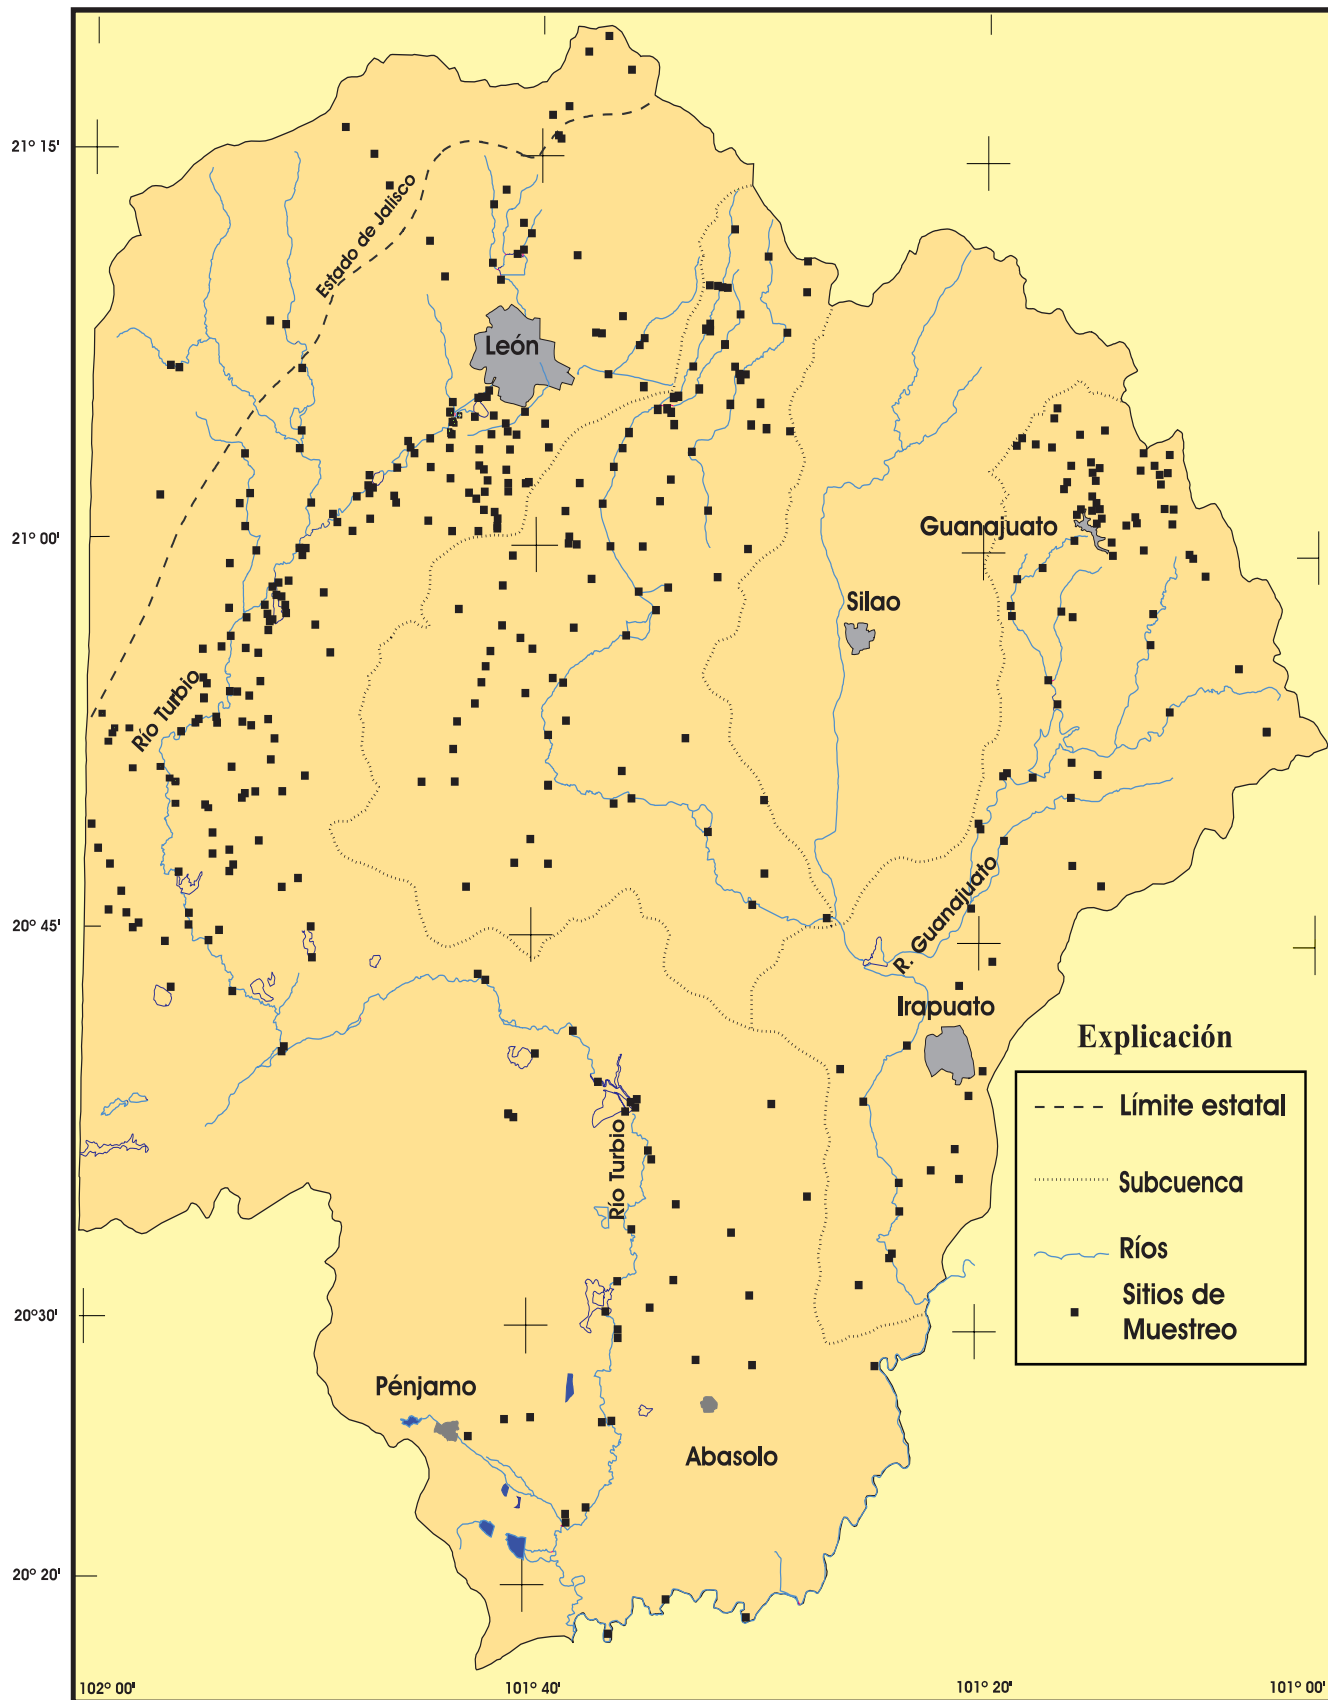 21° 15'
Estado de Jalisco
León
21° 00'
Guanajuato
Silao
Río Turbio
20° 45'
R. Guanajuato
Irapuato
Explicación
Límite estatal
Subcuenca
Ríos
Sitios de
Muestreo
Río Turbio
20° 30'
Pénjamo
Abasolo
20° 20'
102° 00' 101° 40' 101° 20' 101° 00'